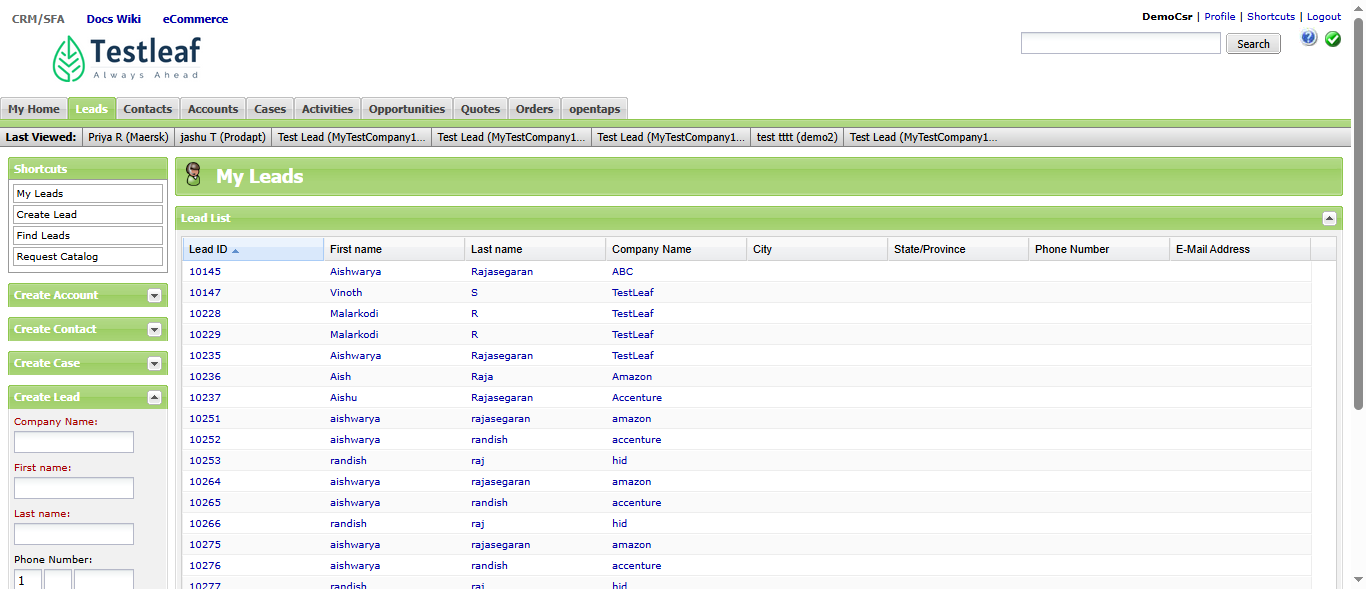 CRM/SFA Docs Wiki eCommerce
DemoCsr | Profile | Shortcuts | Logout
Testleaf
Always Ahead
Search
?
My Home Leads Contacts Accounts Cases Activities Opportunities Quotes Orders opentaps
Last Viewed: Priya R (Maersk) jashu T (Prodapt) Test Lead (MyTestCompany1... Test Lead (MyTestCompany1... Test Lead (MyTestCompany1... test tttt (demo2) Test Lead (MyTestCompany1...
Shortcuts
My Leads
Create Lead
Find Leads
Request Catalog
Create Account
Create Contact
Create Case
Create Lead
Company Name:
First name:
Last name:
Phone Number:
1
My Leads
Lead List
Lead ID First name Last name Company Name City State/Province Phone Number E-Mail Address
10145 Aishwarya Rajasegaran ABC
10147 Vinoth S TestLeaf
10228 Malarkodi R TestLeaf
10229 Malarkodi R TestLeaf
10235 Aishwarya Rajasegaran TestLeaf
10236 Aish Raja Amazon
10237 Aishu Rajasegaran Accenture
10251 aishwarya rajasegaran amazon
10252 aishwarya randish accenture
10253 randish raj hid
10264 aishwarya rajasegaran amazon
10265 aishwarya randish accenture
10266 randish raj hid
10275 aishwarya rajasegaran amazon
10276 aishwarya randish accenture
10277 randish raj hid